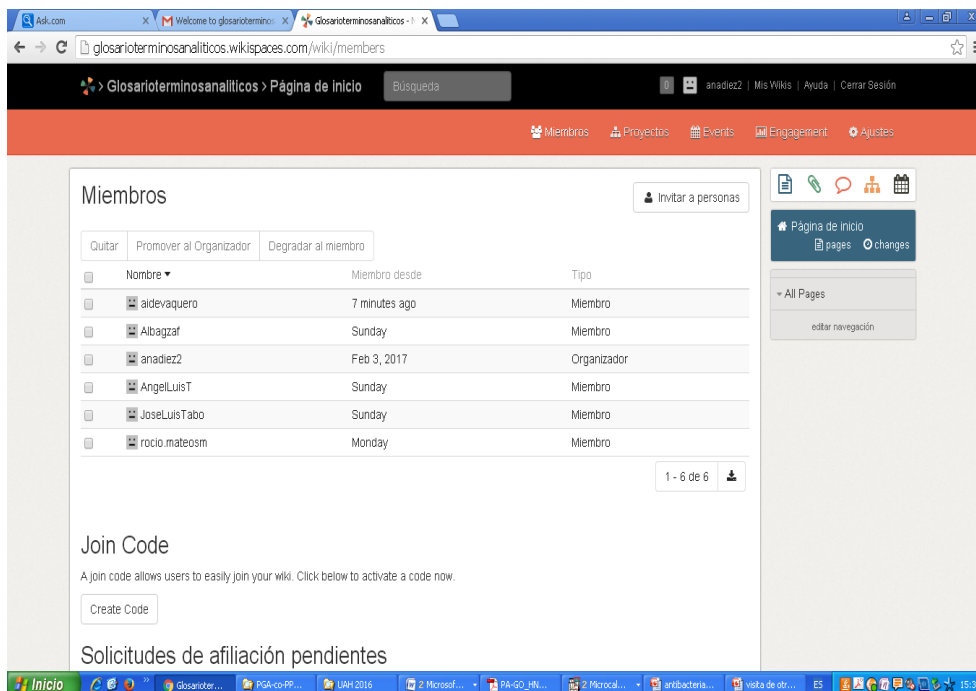 Ask.com
Welcome to glosarioterminos
Glosarioterminosanaliticos -
glosarioterminosanaliticos.wikispaces.com/wiki/members
> Glosarioterminosanaliticos > Página de inicio
Búsqueda
0 anadiez2 | Mis Wikis | Ayuda | Cerrar Sesión
Miembros Proyectos Events Engagement Ajustes
Miembros
Invitar a personas
Quitar Promover al Organizador Degradar al miembro
Nombre ▾ Miembro desde Tipo
aidevaquero 7 minutes ago Miembro
Albagzaf Sunday Miembro
anadiez2 Feb 3, 2017 Organizador
AngelLuisT Sunday Miembro
JoseLuisTabo Sunday Miembro
rocio.mateosm Monday Miembro
1 - 6 de 6
Join Code
A join code allows users to easily join your wiki. Click below to activate a code now.
Create Code
Solicitudes de afiliación pendientes
Página de inicio
pages changes
All Pages
editar navegación
Inicio Glosarioter... PGA-co-PP... UAH 2016 2 Microsof... PA-GO_HN... 2 Microcal... antibacteria... visita de otr... ES